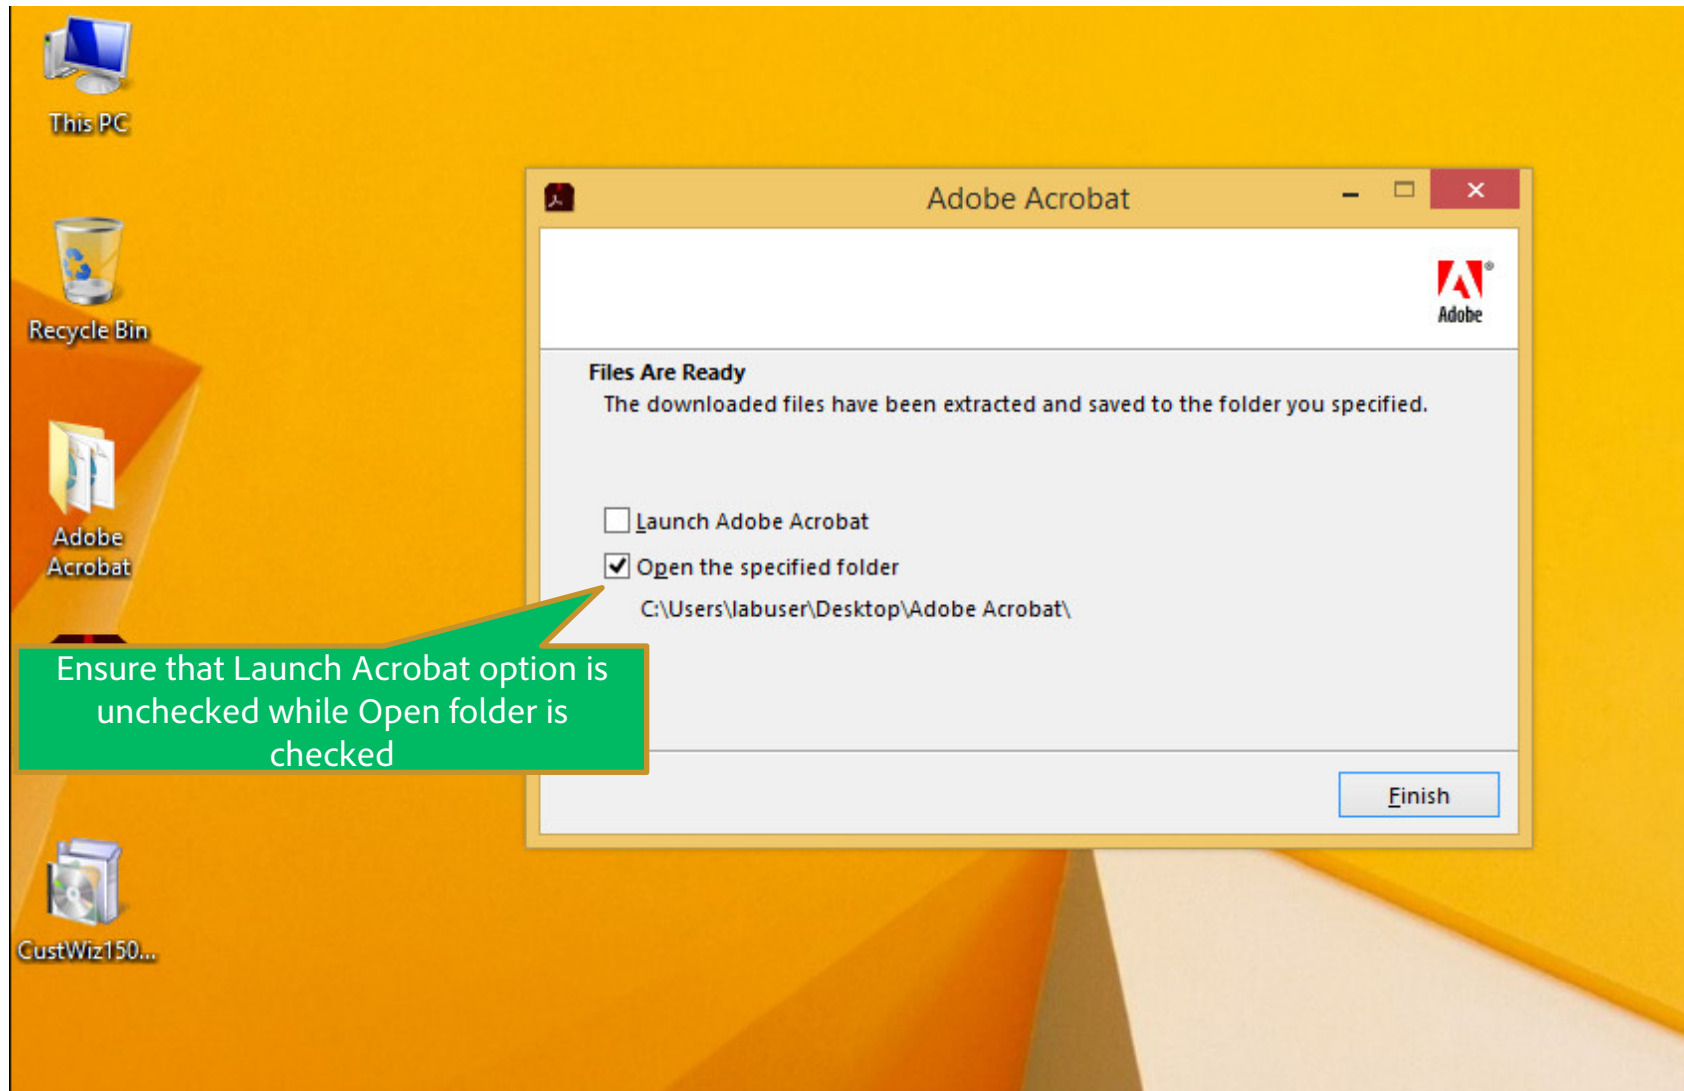 This PC
Recycle Bin
Adobe
Acrobat
CustWiz150...
Adobe Acrobat
Adobe
Files Are Ready
The downloaded files have been extracted and saved to the folder you specified.
Launch Adobe Acrobat
Open the specified folder
C:\Users\labuser\Desktop\Adobe Acrobat\
Ensure that Launch Acrobat option is
unchecked while Open folder is
checked
Finish